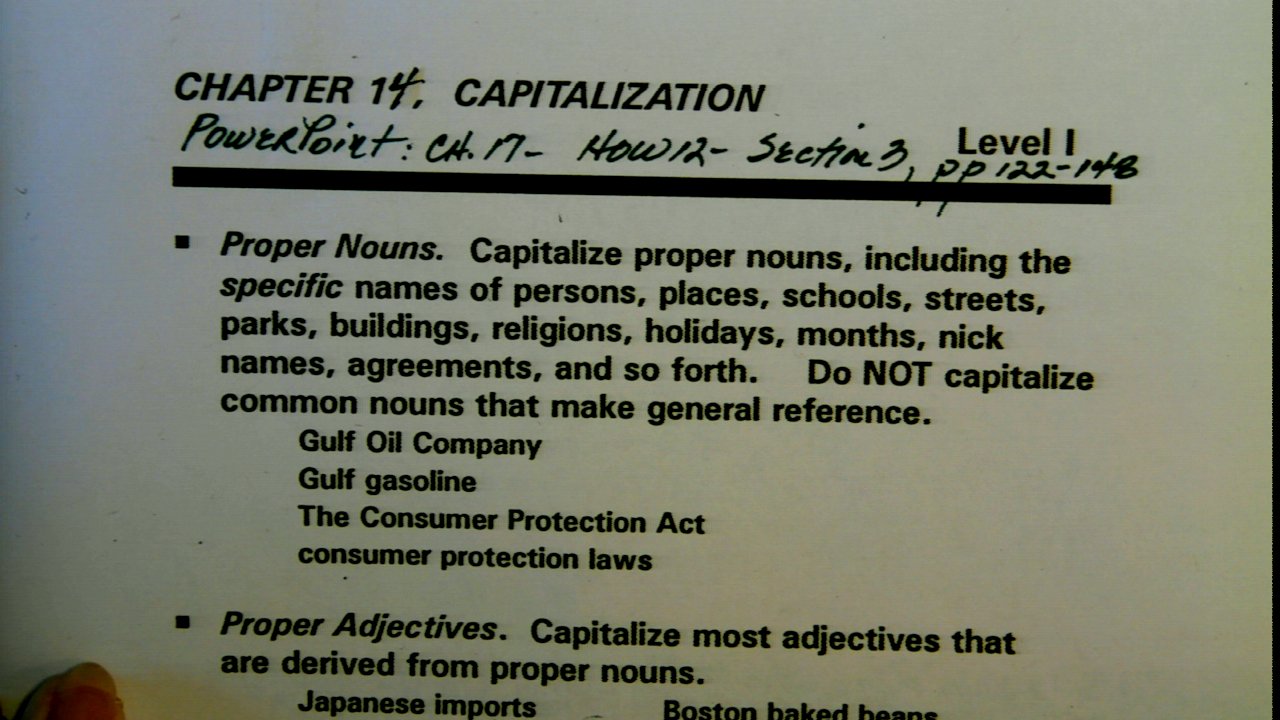 CHAPTER 14. CAPITALIZATION
PowerPoint: CH. 17- HOW12- Section 3, pp 122-148
Level I
Proper Nouns. Capitalize proper nouns, including the
specific names of persons, places, schools, streets,
parks, buildings, religions, holidays, months, nick
names, agreements, and so forth. Do NOT capitalize
common nouns that make general reference.
Gulf Oil Company
Gulf gasoline
The Consumer Protection Act
consumer protection laws
Proper Adjectives. Capitalize most adjectives that
are derived from proper nouns.
Japanese imports Boston baked beans